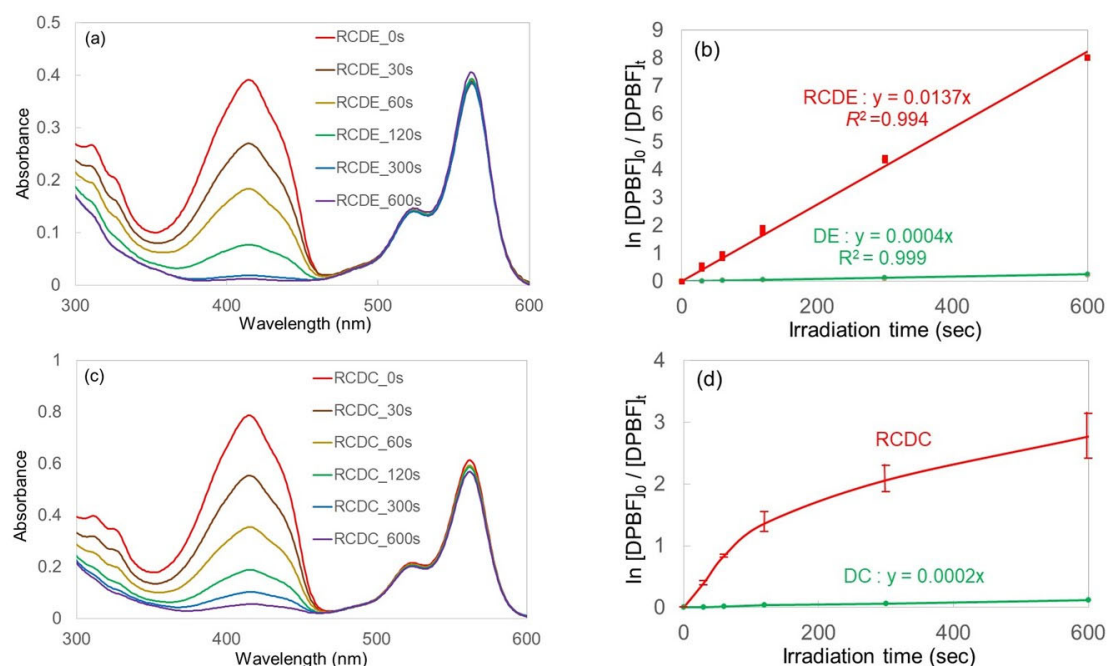 (a)
RCDE_0s
RCDE_30s
RCDE_60s
RCDE_120s
RCDE_300s
RCDE_600s
0.5
0.4
0.3
0.2
0.1
0
300
400
500
600
Absorbance
Wavelength (nm)
(b)
9
8
7
6
5
4
3
2
1
0
0
200
400
600
RCDE : y = 0.0137x
R² =0.994
DE : y = 0.0004x
R² = 0.999
ln [DPBF]₀ / [DPBF]ₜ
Irradiation time (sec)
(c)
RCDC_0s
RCDC_30s
RCDC_60s
RCDC_120s
RCDC_300s
RCDC_600s
1
0.8
0.6
0.4
0.2
0
300
400
500
600
Absorbance
Wavelength (nm)
(d)
4
3
2
1
0
0
200
400
600
RCDC
DC : y = 0.0002x
ln [DPBF]₀ / [DPBF]ₜ
Irradiation time (sec)